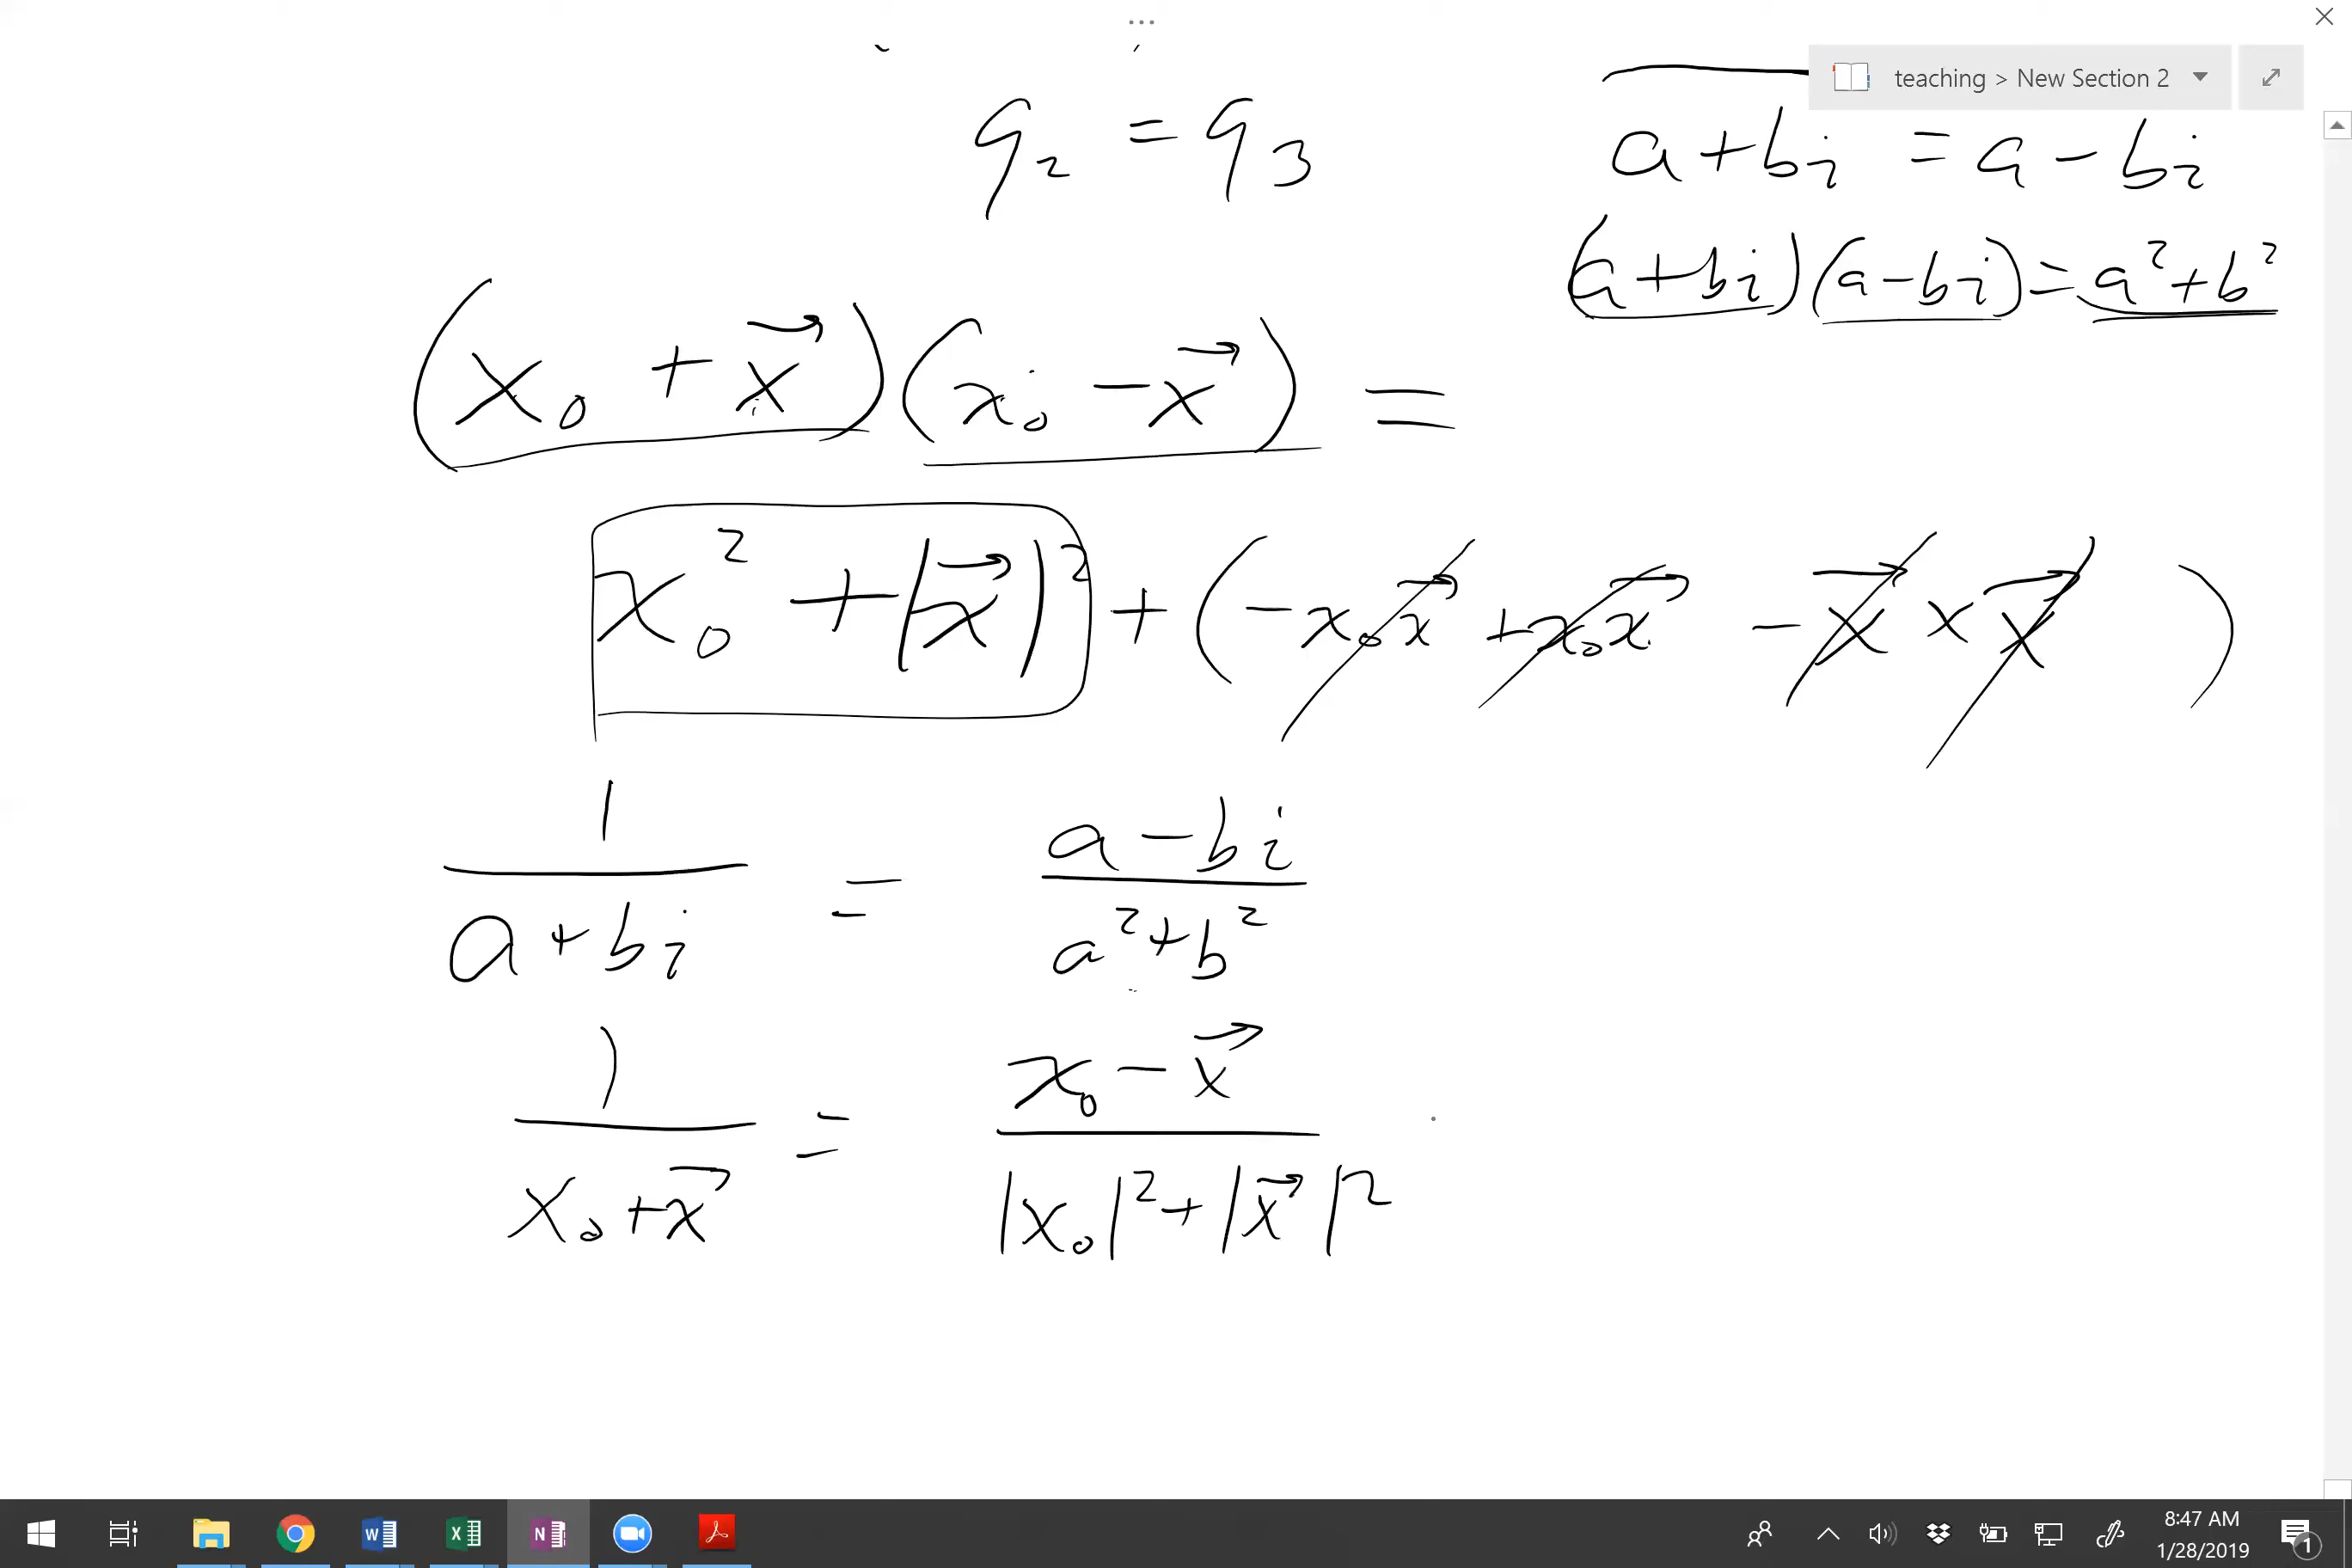 teaching > New Section 2
q₂ = q₃
a + bi = a − bi
(a + bi)(a − bi) = a² + b²
(x₀ + x⃗)(x₀ − x⃗) =
x₀² + |x⃗|² + (−x₀x⃗ + x₀x⃗ − x⃗ × x⃗)
1/(a + bi) = (a − bi)/(a² + b²)
1/(x₀ + x⃗) = (x₀ − x⃗)/(|x₀|² + |x⃗|²)
8:47 AM
1/28/2019
1